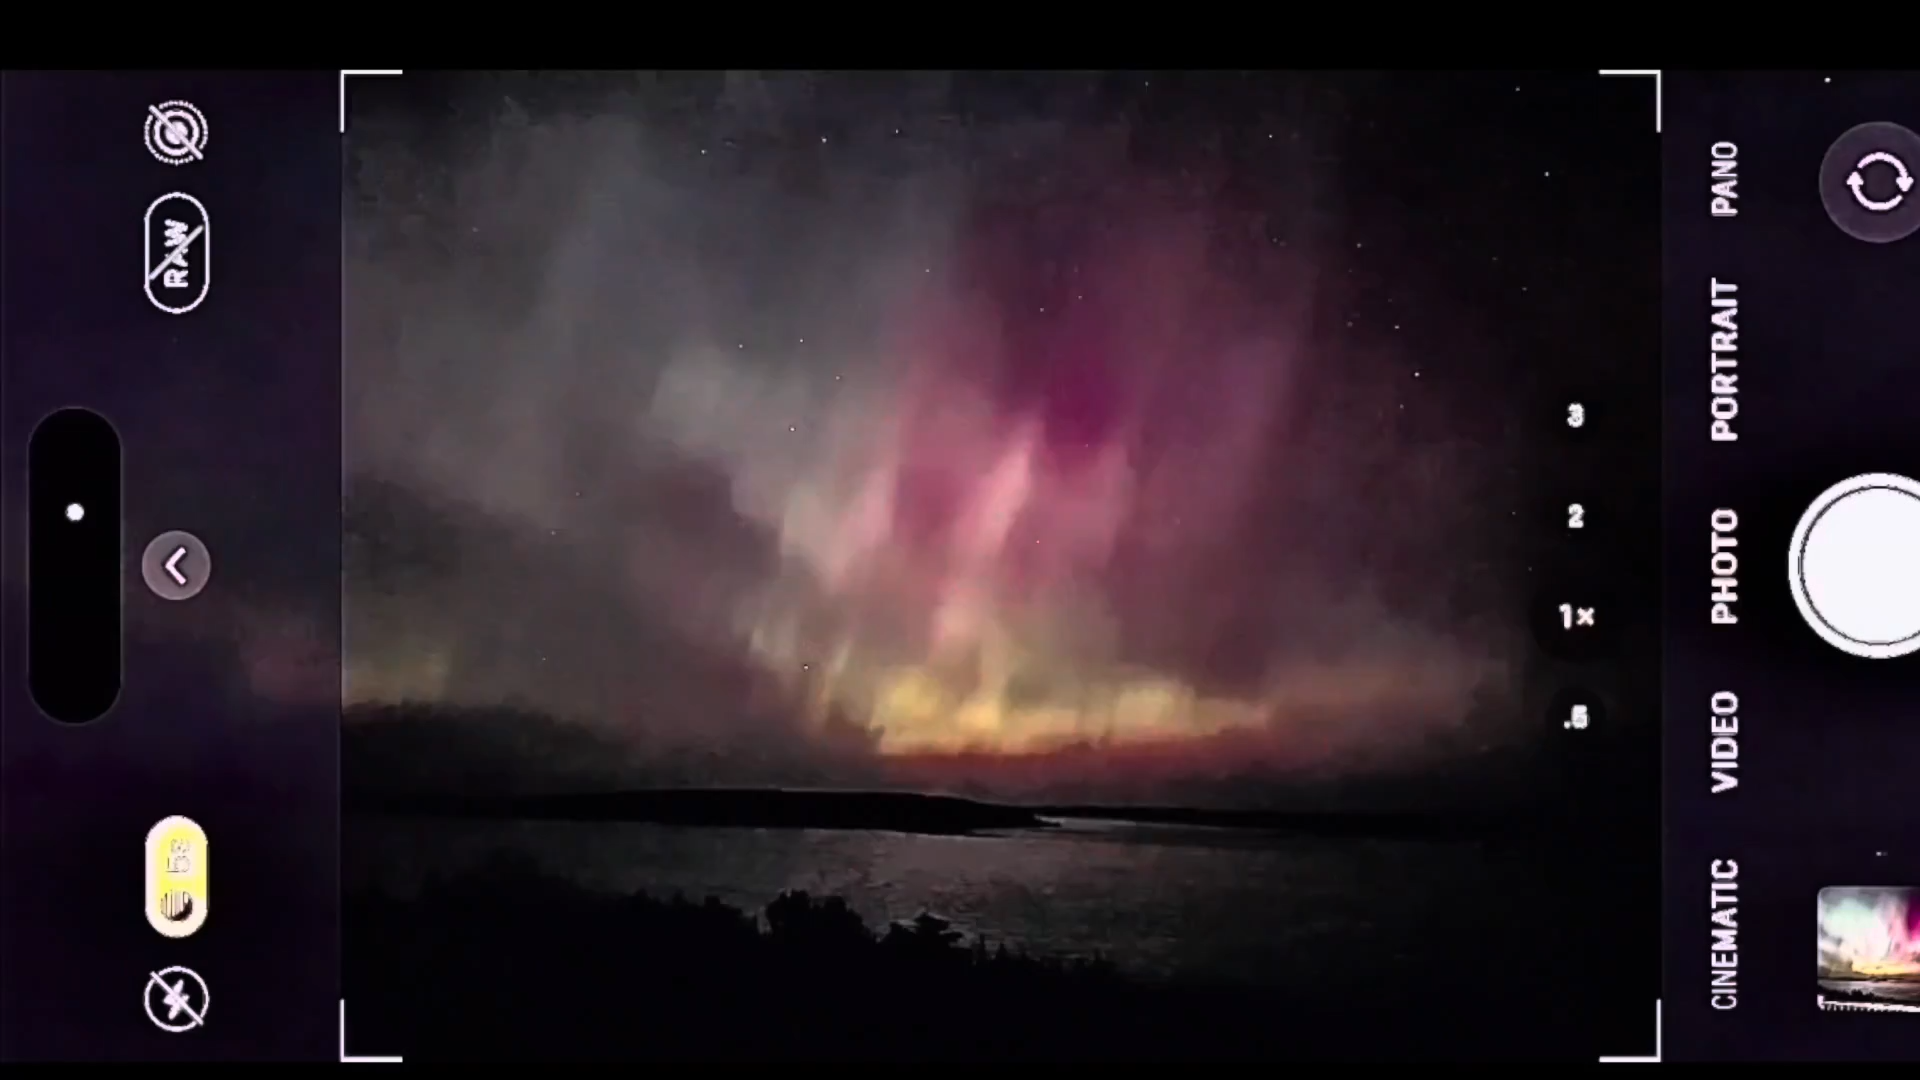 RAW
3
2
1×
.5
PANO
PORTRAIT
PHOTO
VIDEO
CINEMATIC